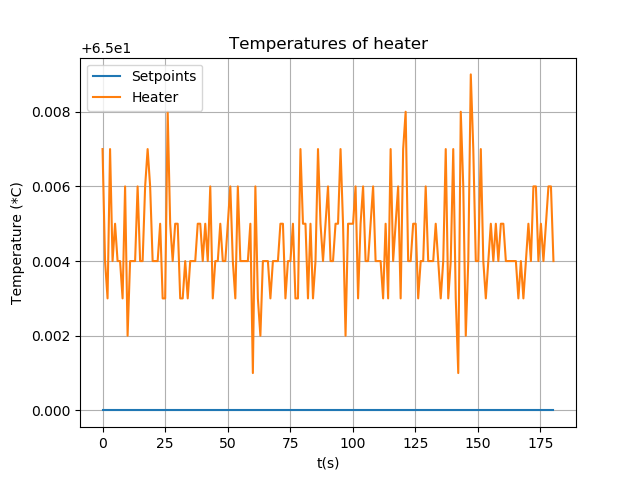 Temperatures of heater
+6.5e1
Setpoints
Heater
0.008
0.006
0.004
0.002
0.000
Temperature (*C)
0 25 50 75 100 125 150 175
t(s)